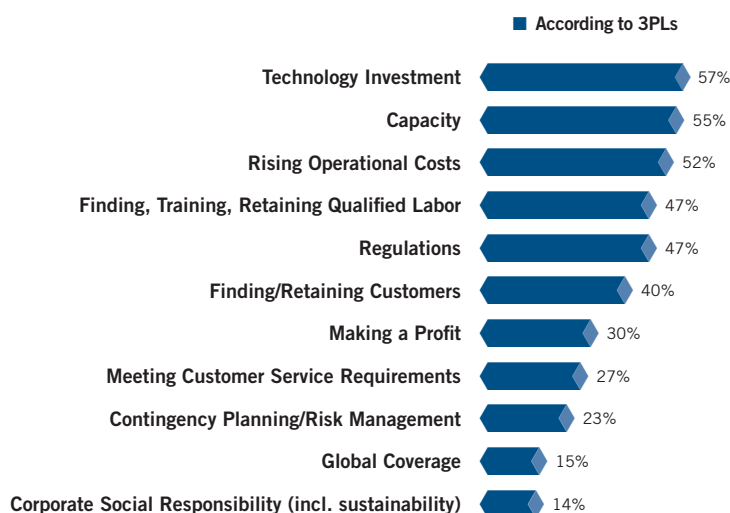 According to 3PLs
Technology Investment 57%
Capacity 55%
Rising Operational Costs 52%
Finding, Training, Retaining Qualified Labor 47%
Regulations 47%
Finding/Retaining Customers 40%
Making a Profit 30%
Meeting Customer Service Requirements 27%
Contingency Planning/Risk Management 23%
Global Coverage 15%
Corporate Social Responsibility (incl. sustainability) 14%